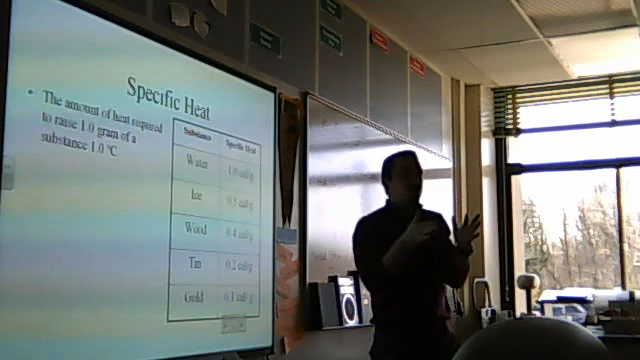 Specific Heat
• The amount of heat required
to raise 1.0 gram of a
substance 1.0 °C
Substance Specific Heat
Water 1.0 cal/g
Ice 0.5 cal/g
Wood 0.4 cal/g
Tin 0.2 cal/g
Gold 0.1 cal/g